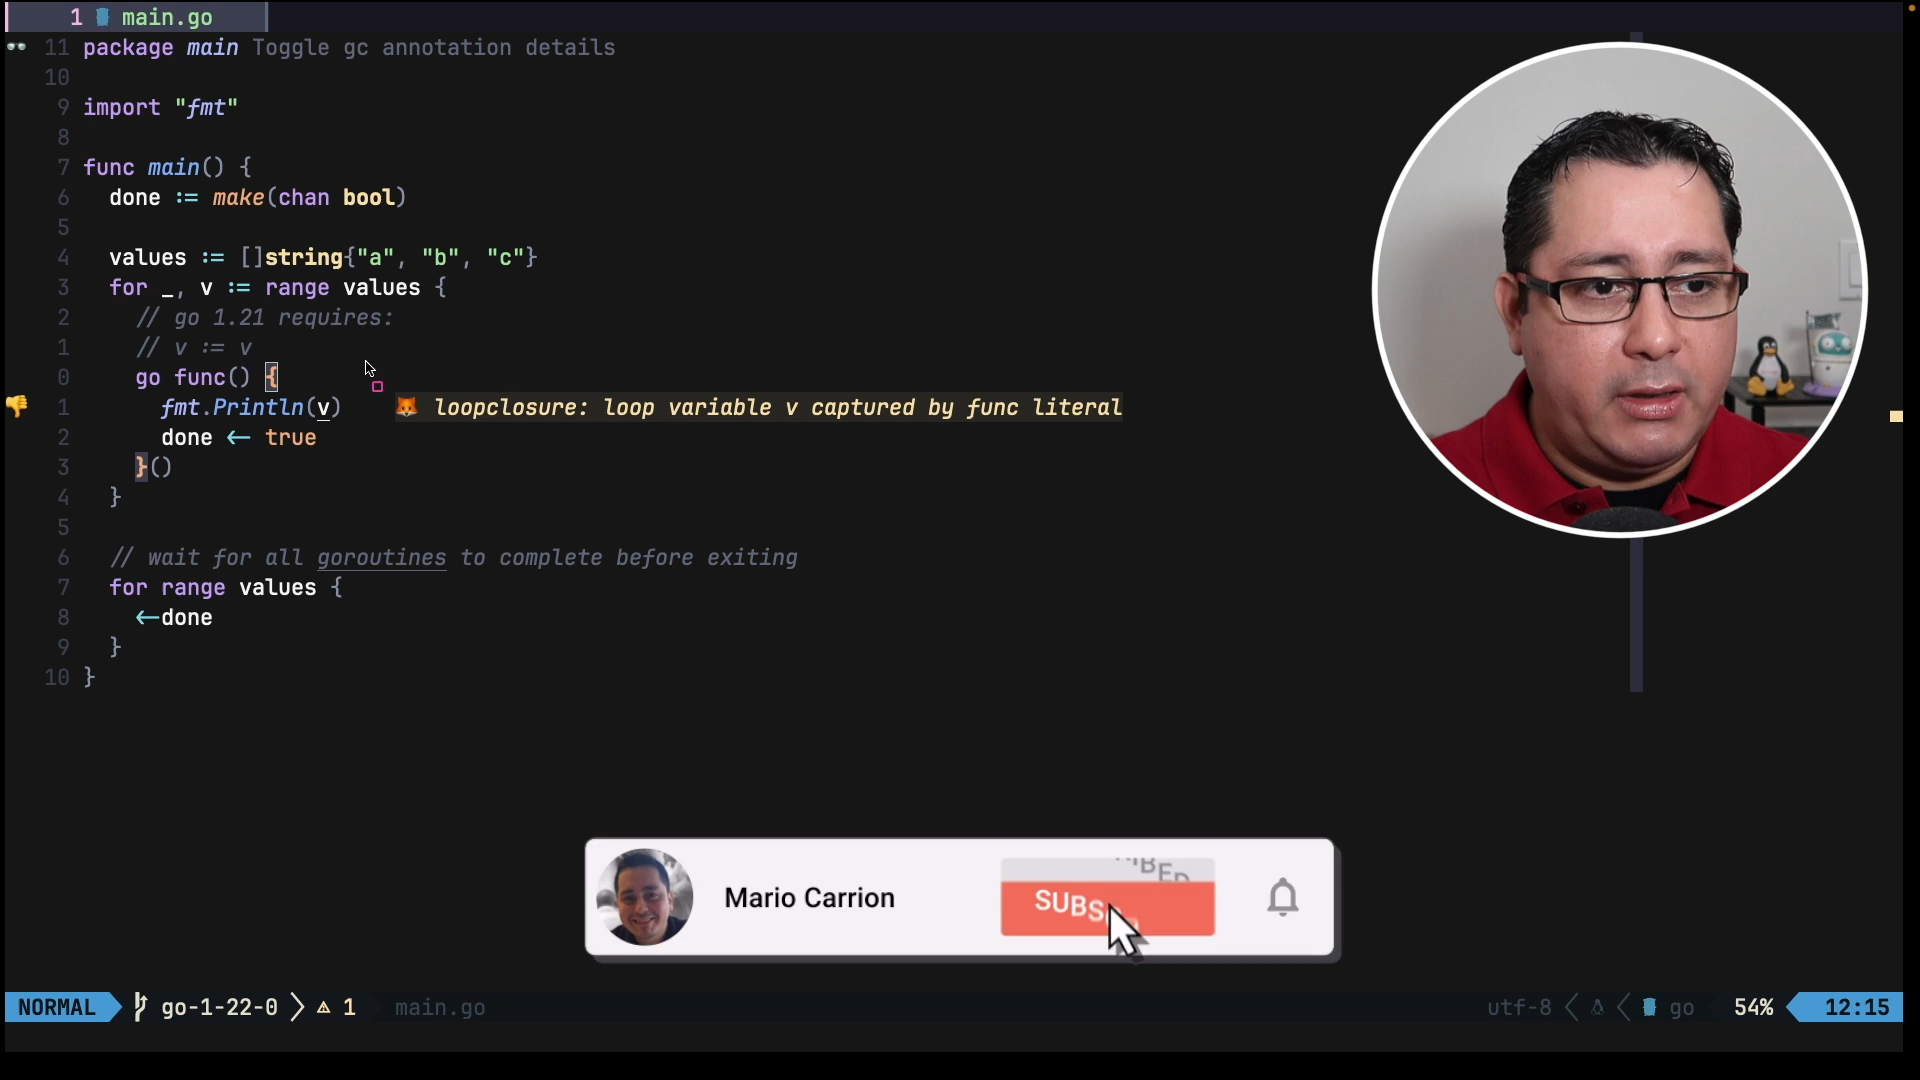 1 main.go
11 package main Toggle gc annotation details
10
9 import "fmt"
8
7 func main() {
6 done := make(chan bool)
5
4 values := []string{"a", "b", "c"}
3 for _, v := range values {
2 // go 1.21 requires:
1 // v := v
0 go func() {
1 fmt.Println(v) loopclosure: loop variable v captured by func literal
2 done <- true
3 }()
4 }
5
6 // wait for all goroutines to complete before exiting
7 for range values {
8 <-done
9 }
10 }
Mario Carrion
NORMAL go-1-22-0 1 main.go utf-8 go 54% 12:15